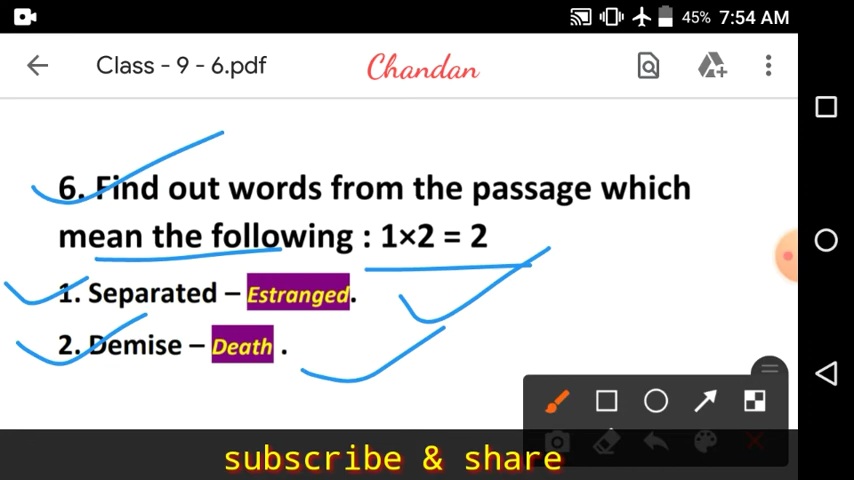 45% 7:54 AM
Class - 9 - 6.pdf
Chandan
6. Find out words from the passage which
mean the following : 1×2 = 2
1. Separated – Estranged.
2. Demise – Death .
subscribe & share